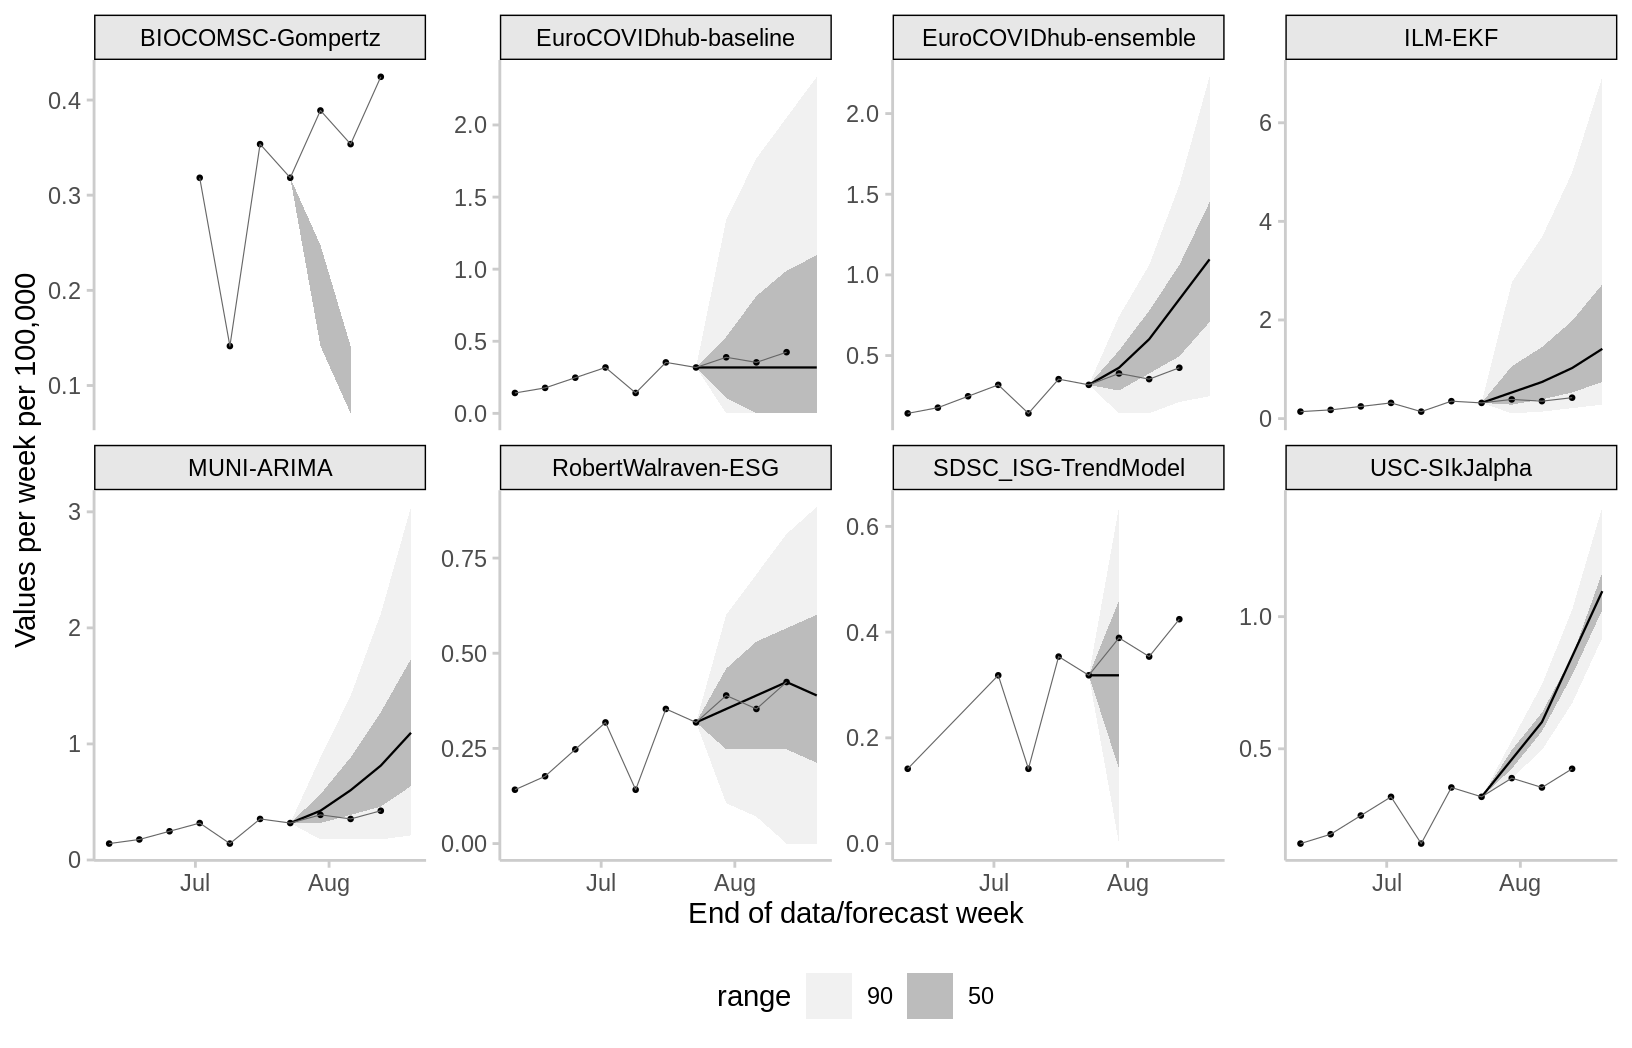 BIOCOMSC-Gompertz
EuroCOVIDhub-baseline
EuroCOVIDhub-ensemble
ILM-EKF
0.4
0.3
0.2
0.1
2.0
1.5
1.0
0.5
0.0
2.0
1.5
1.0
0.5
6
4
2
0
MUNI-ARIMA
RobertWalraven-ESG
SDSC_ISG-TrendModel
USC-SIkJalpha
3
2
1
0
0.75
0.50
0.25
0.00
0.6
0.4
0.2
0.0
1.0
0.5
Jul Aug
Jul Aug
Jul Aug
Jul Aug
Values per week per 100,000
End of data/forecast week
range 90 50